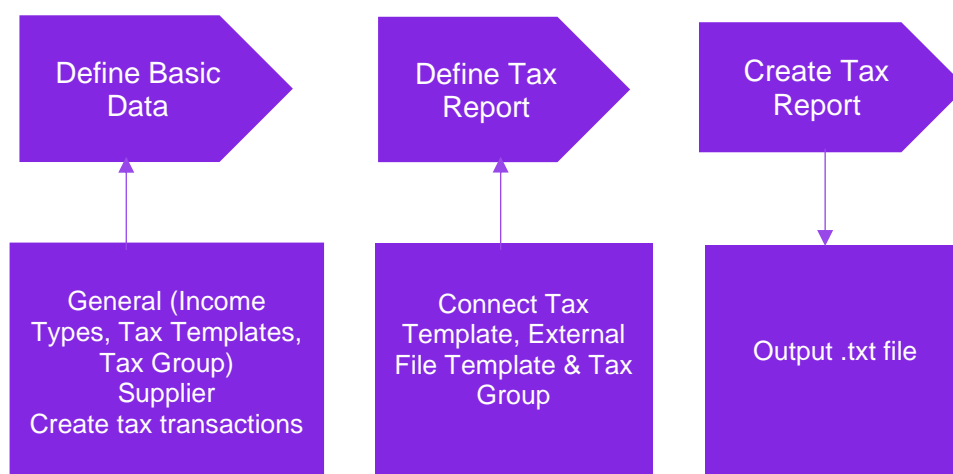 Define Basic
Data
Define Tax
Report
Create Tax
Report
General (Income
Types, Tax Templates,
Tax Group)
Supplier
Create tax transactions
Connect Tax
Template, External
File Template & Tax
Group
Output .txt file